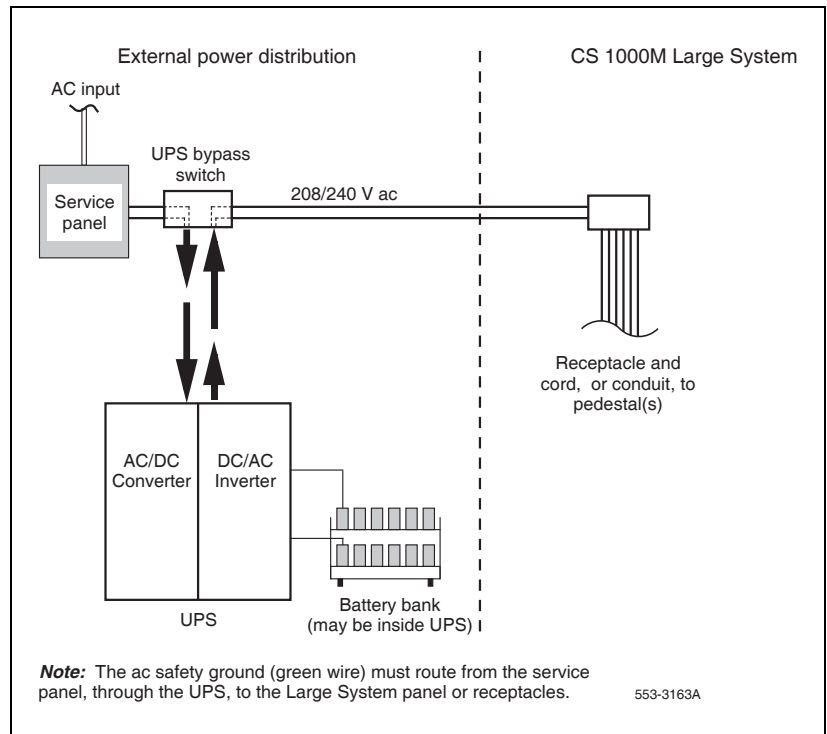 External power distribution
CS 1000M Large System
AC input
UPS bypass
switch
208/240 V ac
Service
panel
Receptacle and
cord, or conduit, to
pedestal(s)
AC/DC
Converter
DC/AC
Inverter
Battery bank
(may be inside UPS)
UPS
Note: The ac safety ground (green wire) must route from the service
panel, through the UPS, to the Large System panel or receptacles.
553-3163A